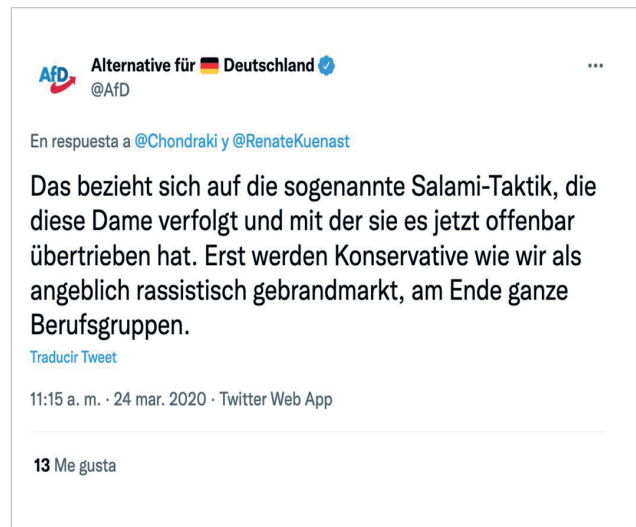 AfD
Alternative für Deutschland
@AfD
En respuesta a @Chondraki y @RenateKuenast
Das bezieht sich auf die sogenannte Salami-Taktik, die
diese Dame verfolgt und mit der sie es jetzt offenbar
übertrieben hat. Erst werden Konservative wie wir als
angeblich rassistisch gebrandmarkt, am Ende ganze
Berufsgruppen.
Traducir Tweet
11:15 a. m. · 24 mar. 2020 · Twitter Web App
13 Me gusta